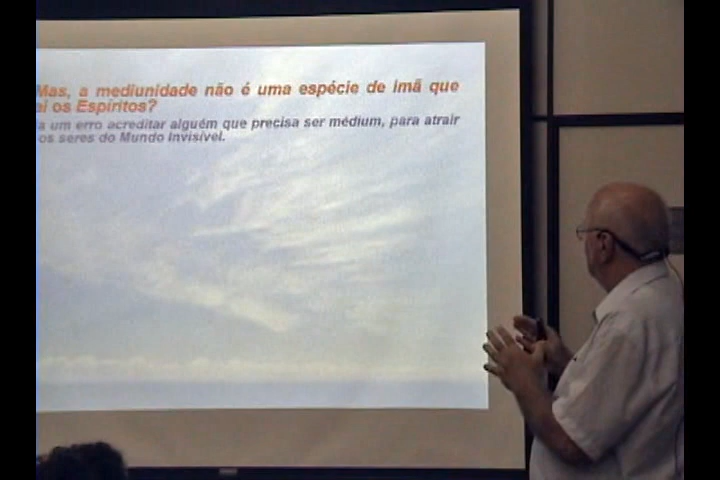 Mas, a mediunidade não é uma espécie de imã que
ai os Espíritos?
a um erro acreditar alguém que precisa ser médium, para atrair
os seres do Mundo Invisível.